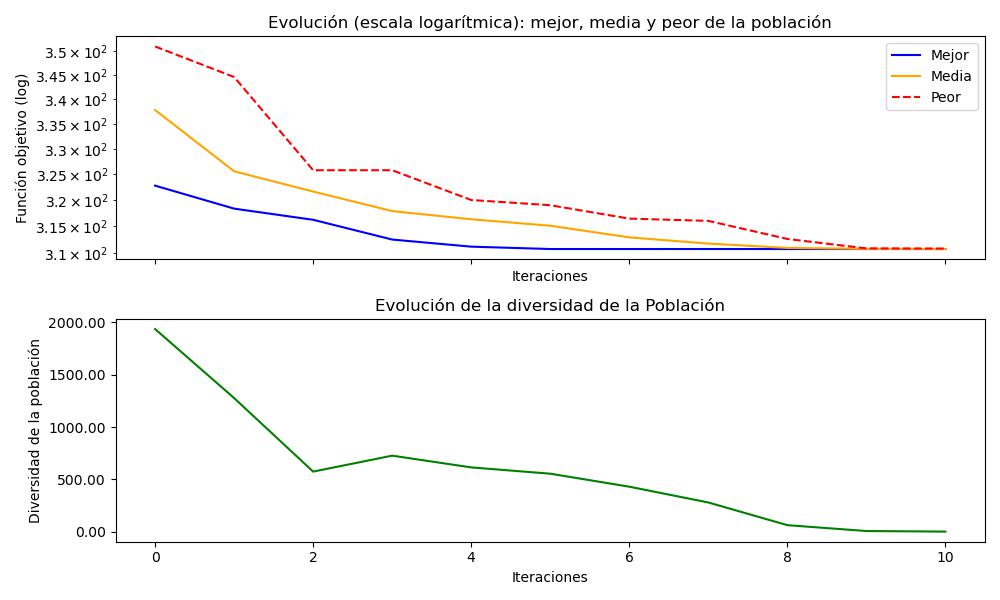 Evolución (escala logarítmica): mejor, media y peor de la población
Función objetivo (log)
3.5 × 10²
3.45 × 10²
3.4 × 10²
3.35 × 10²
3.3 × 10²
3.25 × 10²
3.2 × 10²
3.15 × 10²
3.1 × 10²
Mejor
Media
Peor
Iteraciones
Evolución de la diversidad de la Población
Diversidad de la población
2000.00
1500.00
1000.00
500.00
0.00
0 2 4 6 8 10
Iteraciones